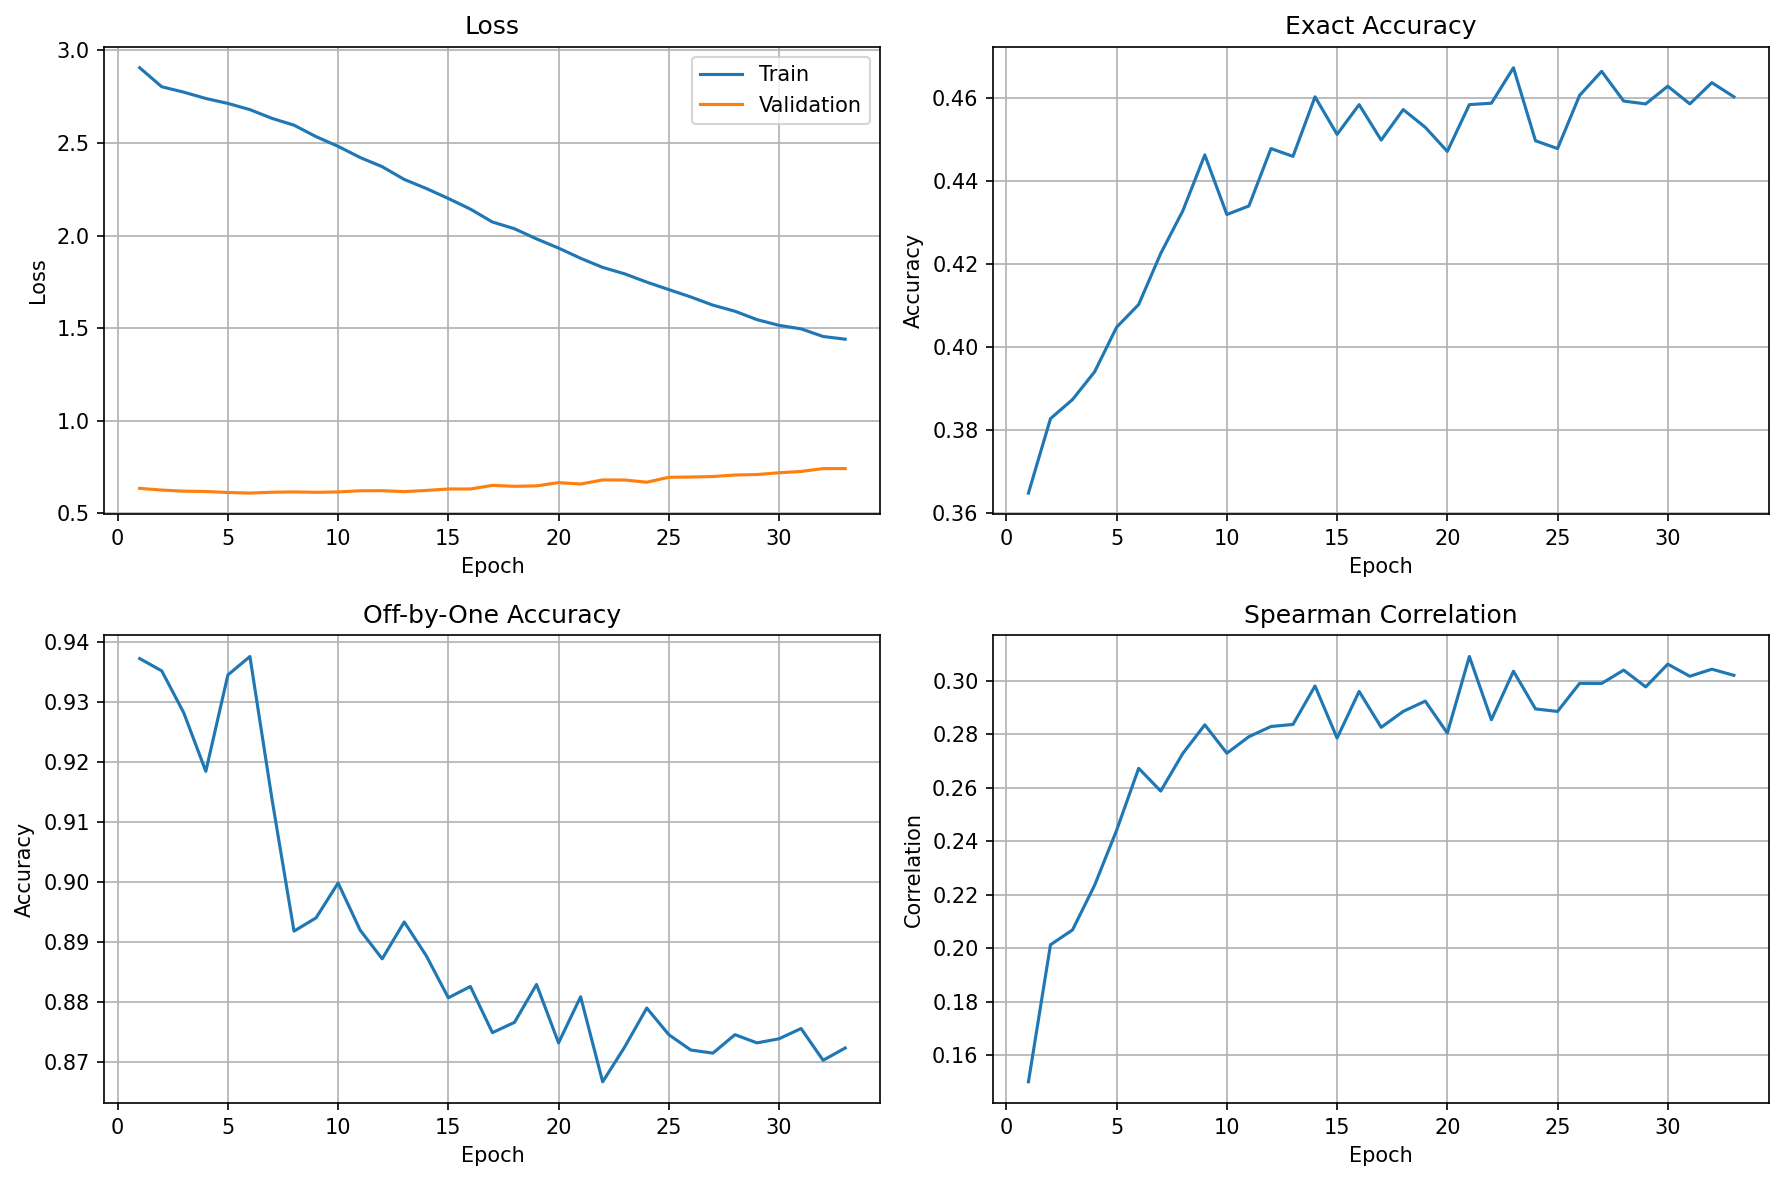 Loss
3.0
2.5
2.0
1.5
1.0
0.5
Loss
Train
Validation
0 5 10 15 20 25 30
Epoch
Exact Accuracy
0.46
0.44
0.42
0.40
0.38
0.36
Accuracy
0 5 10 15 20 25 30
Epoch
Off-by-One Accuracy
0.94
0.93
0.92
0.91
0.90
0.89
0.88
0.87
Accuracy
0 5 10 15 20 25 30
Epoch
Spearman Correlation
0.30
0.28
0.26
0.24
0.22
0.20
0.18
0.16
Correlation
0 5 10 15 20 25 30
Epoch